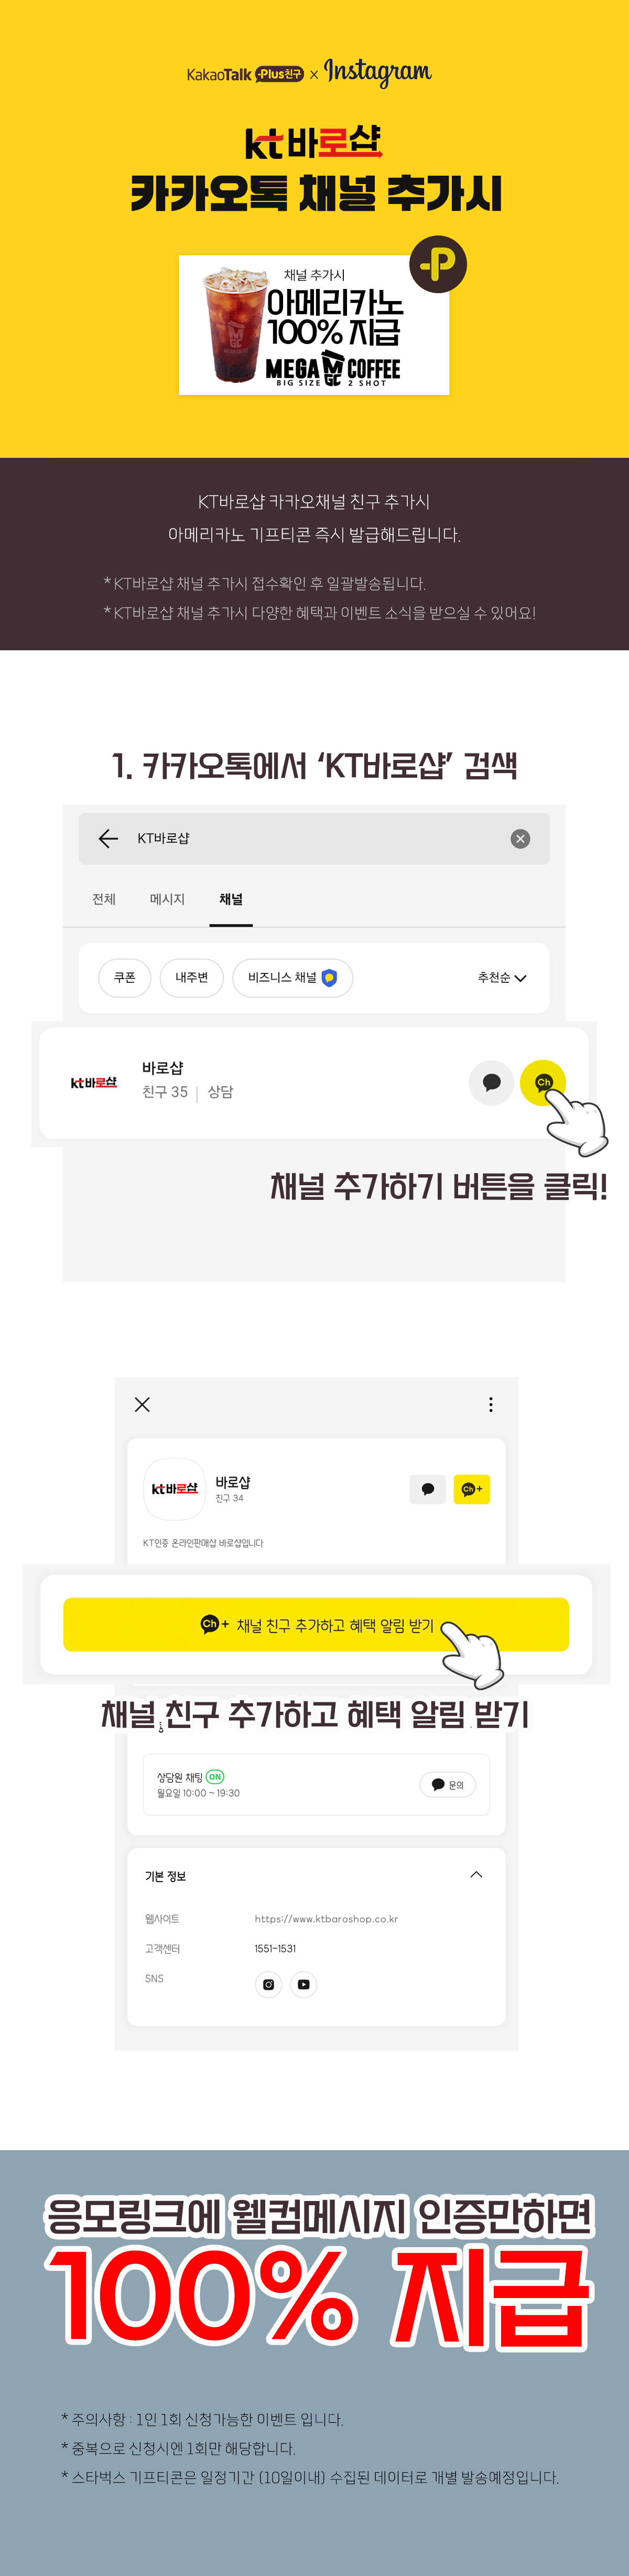 KakaoTalk Plus친구 x Instagram
kt 바로샵
카카오톡 채널 추가시
P
채널 추가시
아메리카노
100% 지급
MEGA MGC COFFEE
BIG SIZE 2 SHOT
KT바로샵 카카오채널 친구 추가시
아메리카노 기프티콘 즉시 발급해드립니다.
* KT바로샵 채널 추가시 접수확인 후 일괄발송됩니다.
* KT바로샵 채널 추가시 다양한 혜택과 이벤트 소식을 받으실 수 있어요!
1. 카카오톡에서 ‘KT바로샵’ 검색
KT바로샵
전체 메시지 채널
쿠폰 내주변 비즈니스 채널 추천순
kt 바로샵
바로샵
친구 35 | 상담
Ch
채널 추가하기 버튼을 클릭!
kt 바로샵
바로샵
친구 34
Ch+
KT인증 온라인판매샵 바로샵입니다
Ch+ 채널 친구 추가하고 혜택 알림 받기
채널 친구 추가하고 혜택 알림 받기
상담원 채팅 ON
월요일 10:00 ~ 19:30
문의
기본 정보
웹사이트 https://www.ktbaroshop.co.kr
고객센터 1551-1531
SNS
응모링크에 웰컴메시지 인증만하면
100% 지급
* 주의사항 : 1인 1회 신청가능한 이벤트 입니다.
* 중복으로 신청시엔 1회만 해당합니다.
* 스타벅스 기프티콘은 일정기간 (10일이내) 수집된 데이터로 개별 발송예정입니다.